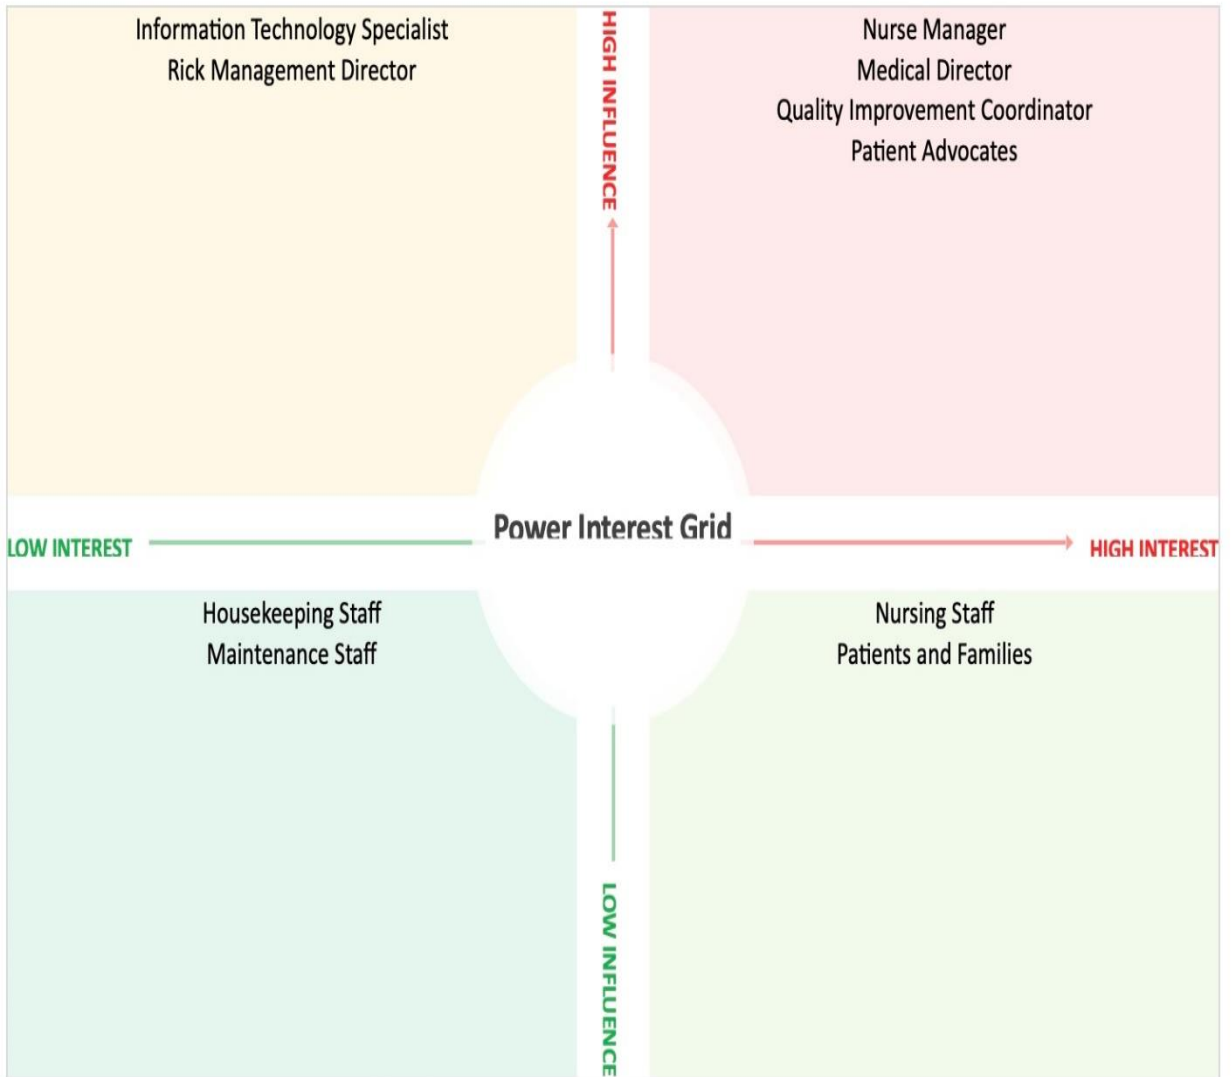 Information Technology Specialist
Rick Management Director
HIGH INFLUENCE
Nurse Manager
Medical Director
Quality Improvement Coordinator
Patient Advocates
Power Interest Grid
LOW INTEREST
HIGH INTEREST
Housekeeping Staff
Maintenance Staff
Nursing Staff
Patients and Families
LOW INFLUENCE